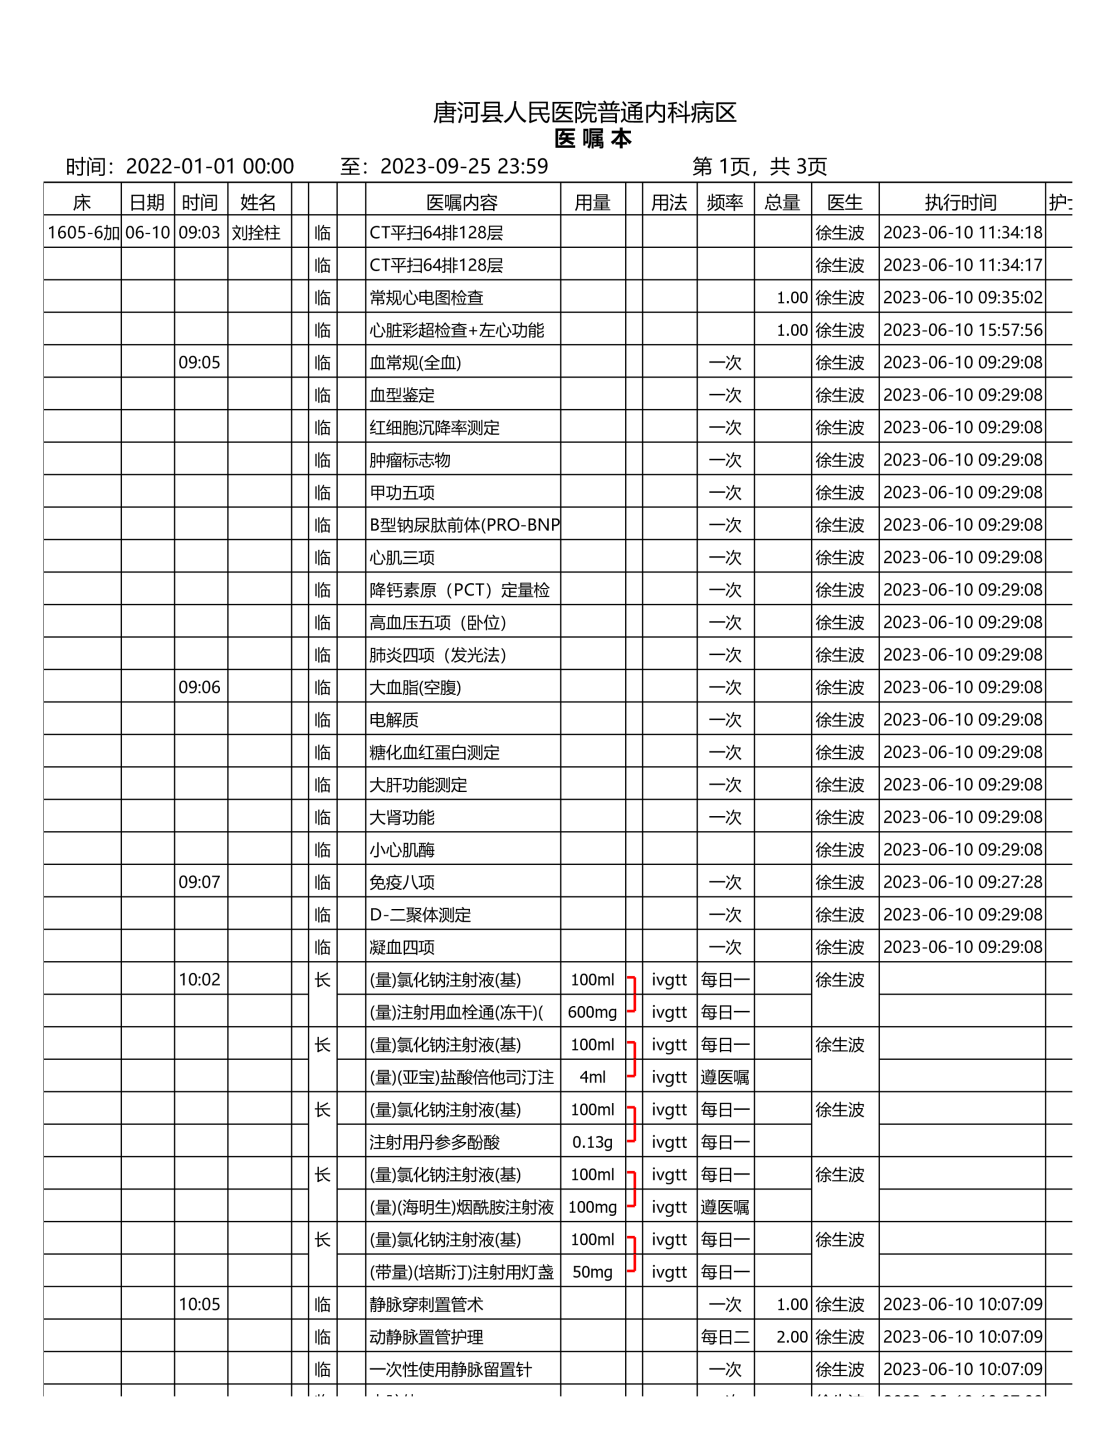 唐河县人民医院普通内科病区
医 嘱 本
时间：2022-01-01 00:00 至：2023-09-25 23:59 第 1页，共 3页
床 日期 时间 姓名 医嘱内容 用量 用法 频率 总量 医生 执行时间
1605-6加 06-10 09:03 刘拴柱 临 CT平扫64排128层 徐生波 2023-06-10 11:34:18
临 CT平扫64排128层 徐生波 2023-06-10 11:34:17
临 常规心电图检查 1.00 徐生波 2023-06-10 09:35:02
临 心脏彩超检查+左心功能 1.00 徐生波 2023-06-10 15:57:56
09:05 临 血常规(全血) 一次 徐生波 2023-06-10 09:29:08
临 血型鉴定 一次 徐生波 2023-06-10 09:29:08
临 红细胞沉降率测定 一次 徐生波 2023-06-10 09:29:08
临 肿瘤标志物 一次 徐生波 2023-06-10 09:29:08
临 甲功五项 一次 徐生波 2023-06-10 09:29:08
临 B型钠尿肽前体(PRO-BNP 一次 徐生波 2023-06-10 09:29:08
临 心肌三项 一次 徐生波 2023-06-10 09:29:08
临 降钙素原（PCT）定量检 一次 徐生波 2023-06-10 09:29:08
临 高血压五项（卧位） 一次 徐生波 2023-06-10 09:29:08
临 肺炎四项（发光法） 一次 徐生波 2023-06-10 09:29:08
09:06 临 大血脂(空腹) 一次 徐生波 2023-06-10 09:29:08
临 电解质 一次 徐生波 2023-06-10 09:29:08
临 糖化血红蛋白测定 一次 徐生波 2023-06-10 09:29:08
临 大肝功能测定 一次 徐生波 2023-06-10 09:29:08
临 大肾功能 一次 徐生波 2023-06-10 09:29:08
临 小心肌酶 徐生波 2023-06-10 09:29:08
09:07 临 免疫八项 一次 徐生波 2023-06-10 09:27:28
临 D-二聚体测定 一次 徐生波 2023-06-10 09:29:08
临 凝血四项 一次 徐生波 2023-06-10 09:29:08
10:02 长 (量)氯化钠注射液(基) 100ml ivgtt 每日一 徐生波
(量)注射用血栓通(冻干)( 600mg ivgtt 每日一
长 (量)氯化钠注射液(基) 100ml ivgtt 每日一 徐生波
(量)(亚宝)盐酸倍他司汀注 4ml ivgtt 遵医嘱
长 (量)氯化钠注射液(基) 100ml ivgtt 每日一 徐生波
注射用丹参多酚酸 0.13g ivgtt 每日一
长 (量)氯化钠注射液(基) 100ml ivgtt 每日一 徐生波
(量)(海明生)烟酰胺注射液 100mg ivgtt 遵医嘱
长 (量)氯化钠注射液(基) 100ml ivgtt 每日一 徐生波
(带量)(培斯汀)注射用灯盏 50mg ivgtt 每日一
10:05 临 静脉穿刺置管术 一次 1.00 徐生波 2023-06-10 10:07:09
临 动静脉置管护理 每日二 2.00 徐生波 2023-06-10 10:07:09
临 一次性使用静脉留置针 一次 徐生波 2023-06-10 10:07:09